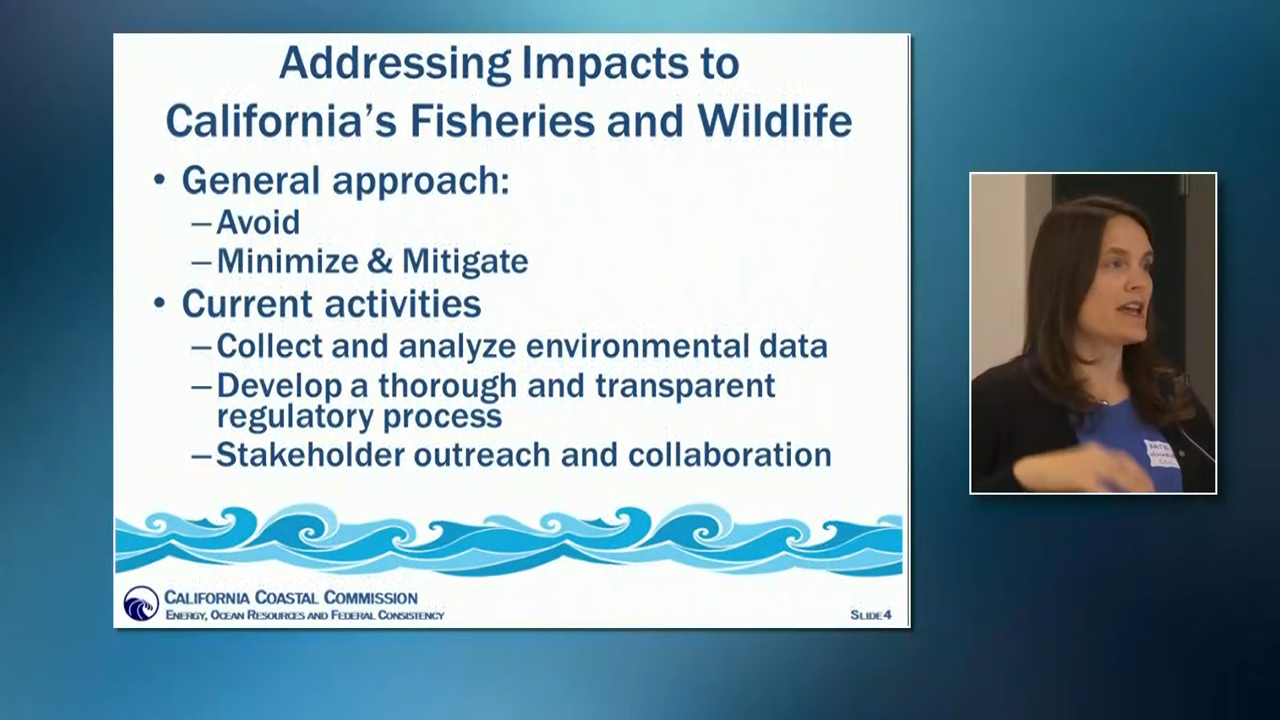 Addressing Impacts to
California's Fisheries and Wildlife
• General approach:
–Avoid
–Minimize & Mitigate
• Current activities
–Collect and analyze environmental data
–Develop a thorough and transparent
regulatory process
–Stakeholder outreach and collaboration
CALIFORNIA COASTAL COMMISSION
ENERGY, OCEAN RESOURCES AND FEDERAL CONSISTENCY
SLIDE 4